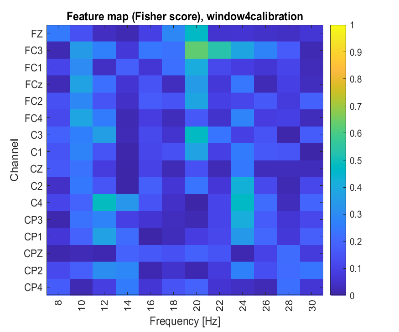 Feature map (Fisher score), window4calibration
FZ
FC3
FC1
FCz
FC2
FC4
C3
C1
CZ
C2
C4
CP3
CP1
CPZ
CP2
CP4
Channel
8 10 12 14 16 18 20 22 24 26 28 30
Frequency [Hz]
1
0.9
0.8
0.7
0.6
0.5
0.4
0.3
0.2
0.1
0